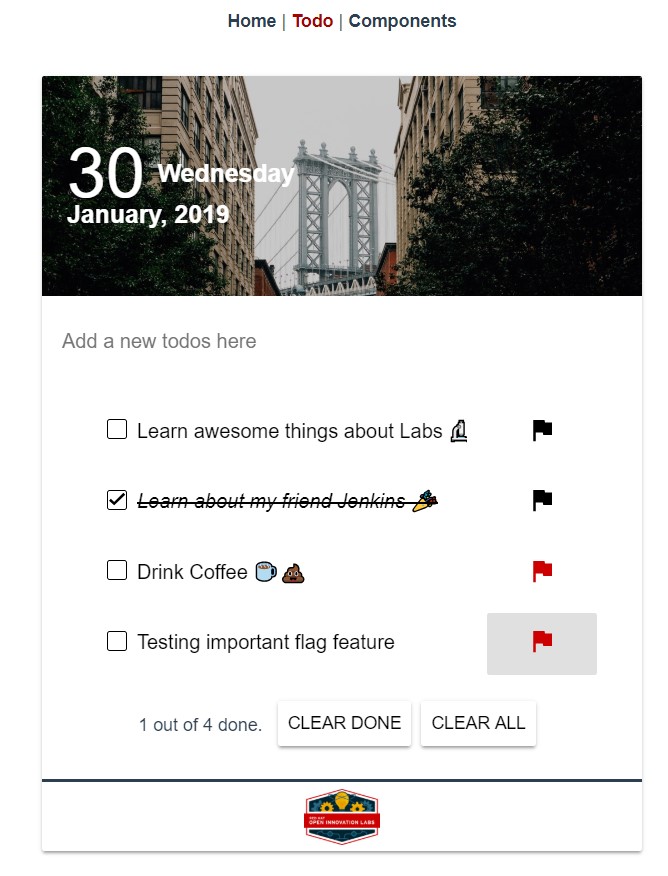 Home | Todo | Components
30 Wednesday
January, 2019
Add a new todos here
Learn awesome things about Labs
Learn about my friend Jenkins
Drink Coffee
Testing important flag feature
1 out of 4 done. CLEAR DONE CLEAR ALL
RED HAT
OPEN INNOVATION LABS